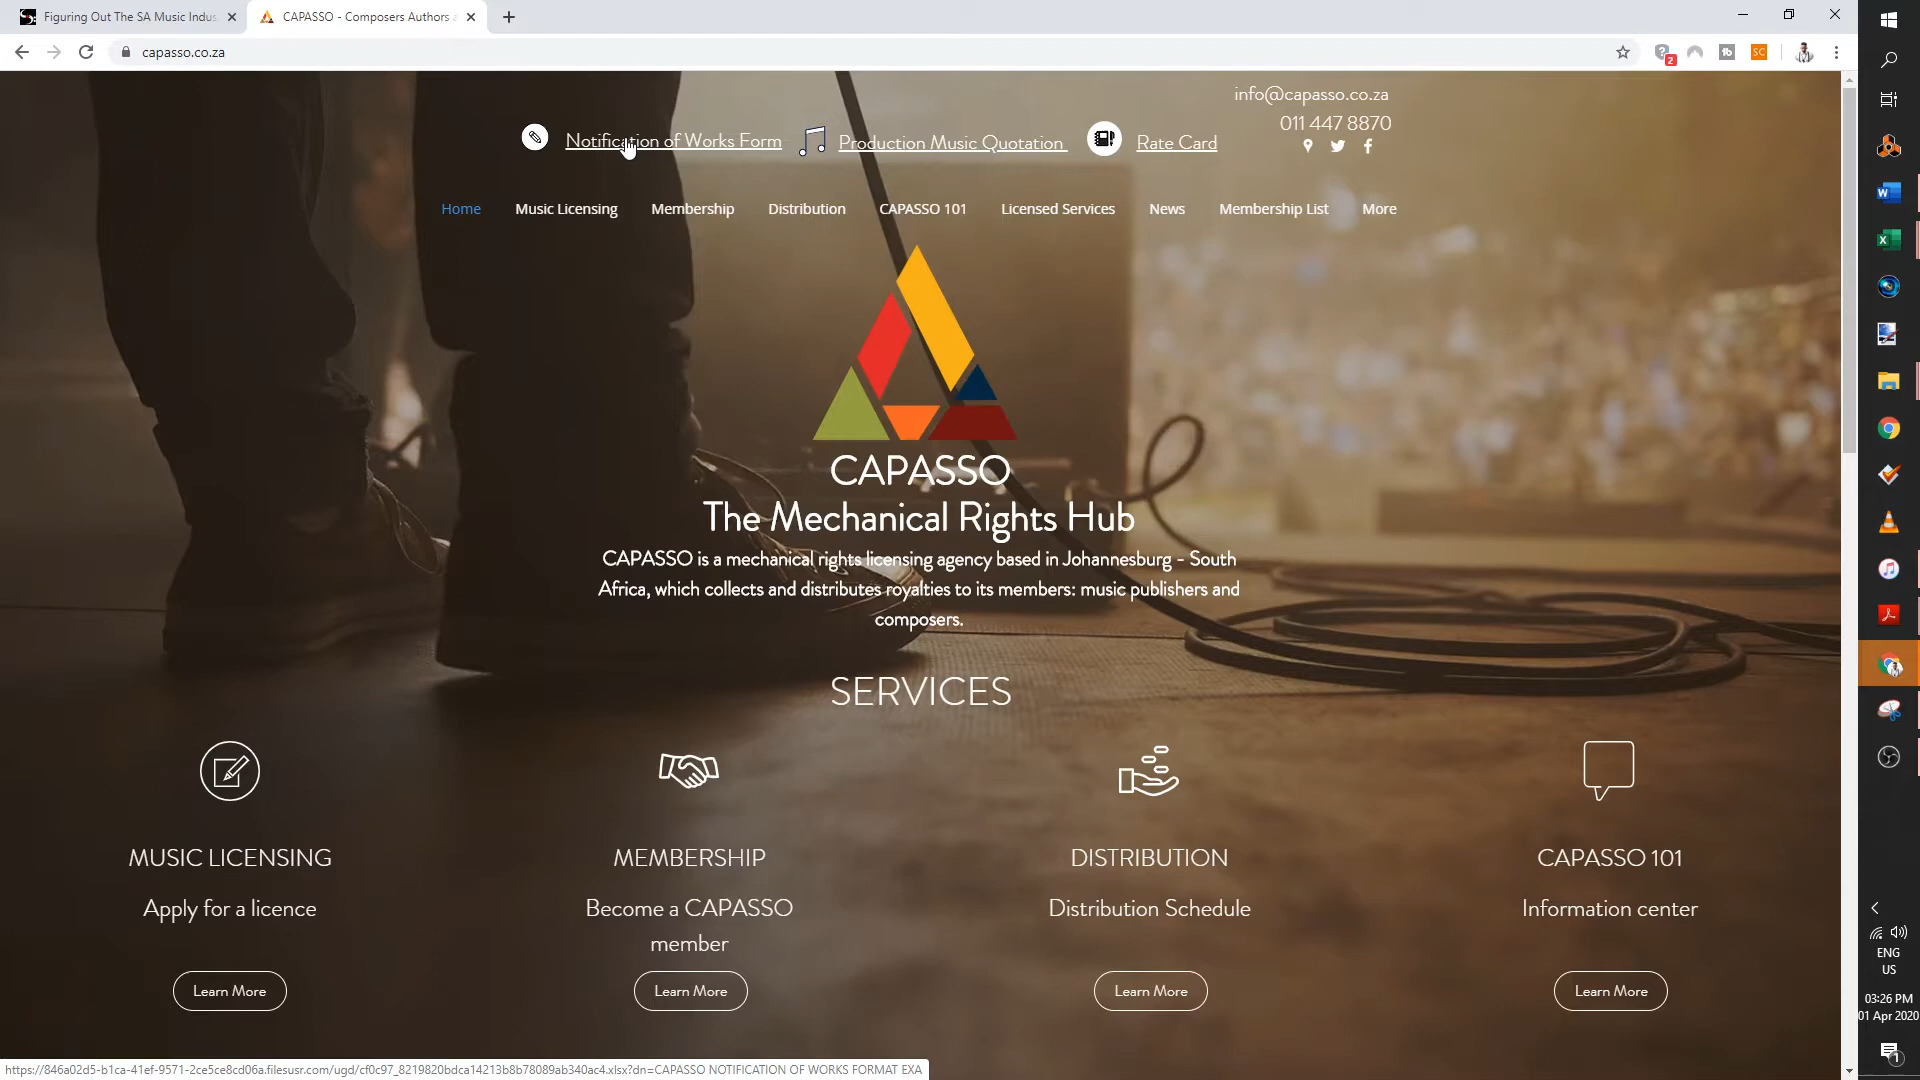 Figuring Out The SA Music Indus
CAPASSO - Composers Authors a
capasso.co.za
2
SC
info@capasso.co.za
011 447 8870
Notification of Works Form
Production Music Quotation
Rate Card
Home
Music Licensing
Membership
Distribution
CAPASSO 101
Licensed Services
News
Membership List
More
CAPASSO
The Mechanical Rights Hub
CAPASSO is a mechanical rights licensing agency based in Johannesburg - South
Africa, which collects and distributes royalties to its members: music publishers and
composers.
SERVICES
MUSIC LICENSING
Apply for a licence
Learn More
MEMBERSHIP
Become a CAPASSO
member
Learn More
DISTRIBUTION
Distribution Schedule
Learn More
CAPASSO 101
Information center
Learn More
ENG
US
03:26 PM
01 Apr 2020
1
https://846a02d5-b1ca-41ef-9571-2ce5ce8cd06a.filesusr.com/ugd/cf0c97_8219820bdca14213b8b78089ab340ac4.xlsx?dn=CAPASSO NOTIFICATION OF WORKS FORMAT EXA